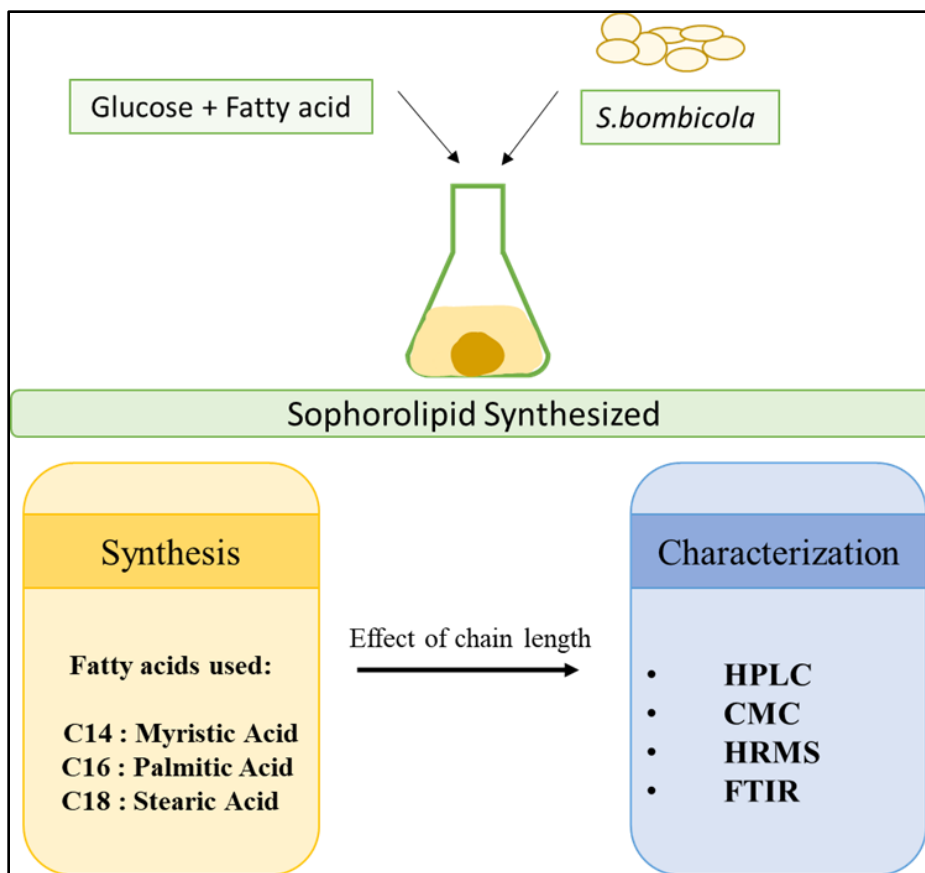 Glucose + Fatty acid
S.bombicola
Sophorolipid Synthesized
Synthesis
Fatty acids used:
C14 : Myristic Acid
C16 : Palmitic Acid
C18 : Stearic Acid
Effect of chain length
Characterization
• HPLC
• CMC
• HRMS
• FTIR